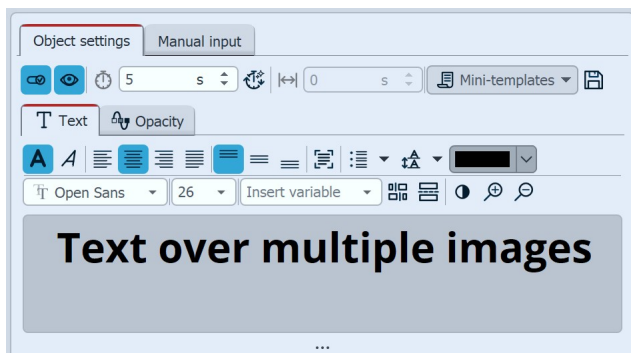 Object settings Manual input
5 s 0 s Mini-templates
T Text Opacity
A A
Tr Open Sans 26 Insert variable
Text over multiple images
...